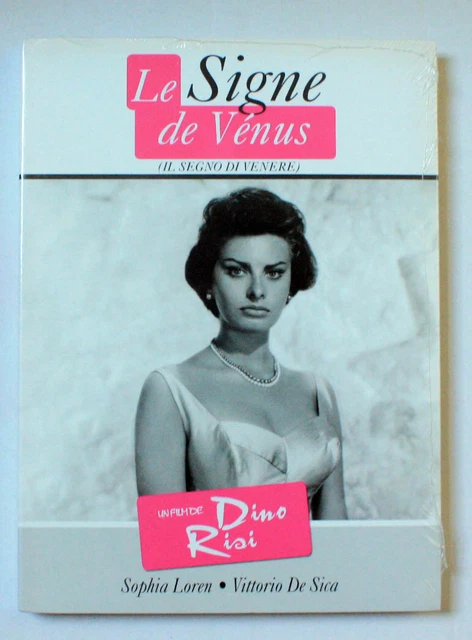 Le Signe
de Vénus
(IL SEGNO DI VENERE)
UN FILM DE Dino
Risi
Sophia Loren • Vittorio De Sica